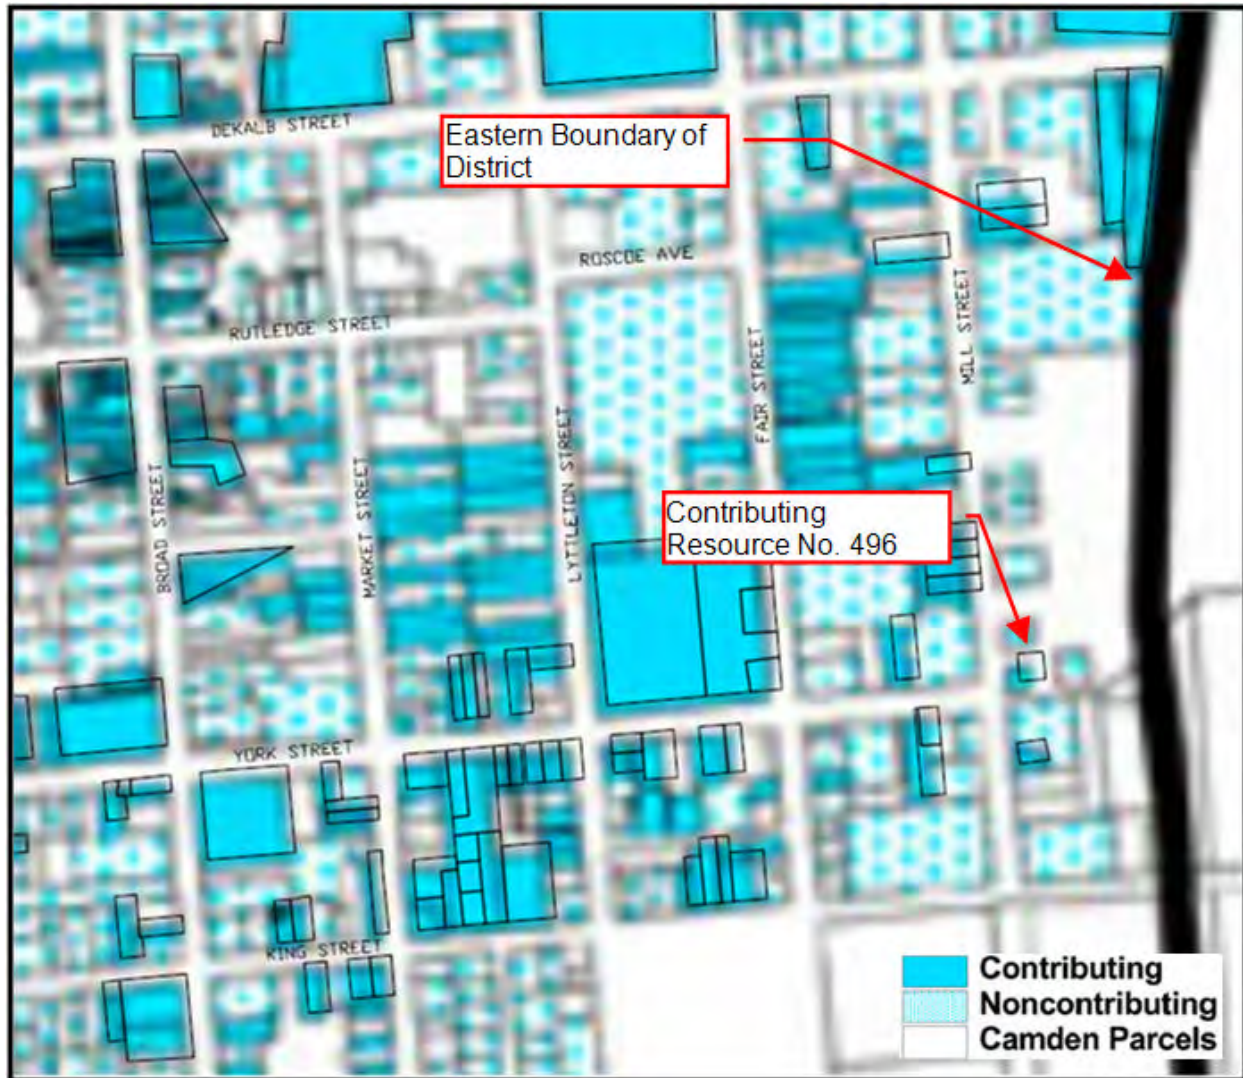 DEKALB STREET
Eastern Boundary of
District
ROSCOE AVE
RUTLEDGE STREET
MILL STREET
FAIR STREET
LYTTLETON STREET
MARKET STREET
BROAD STREET
Contributing
Resource No. 496
YORK STREET
KING STREET
Contributing
Noncontributing
Camden Parcels